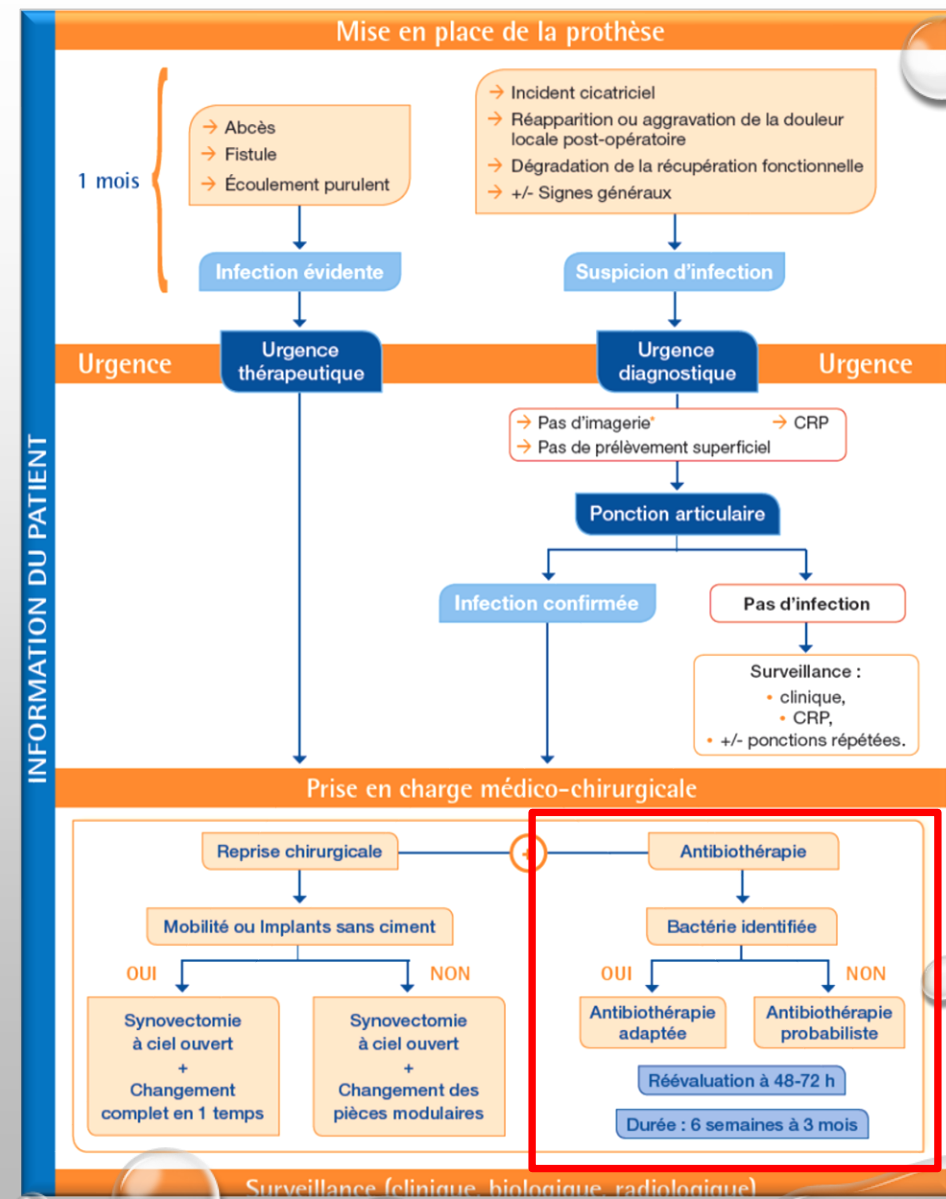 Mise en place de la prothèse
1 mois
→ Abcès
→ Fistule
→ Écoulement purulent
→ Incident cicatriciel
→ Réapparition ou aggravation de la douleur
locale post-opératoire
→ Dégradation de la récupération fonctionnelle
→ +/- Signes généraux
Infection évidente
Suspicion d'infection
Urgence
Urgence
thérapeutique
Urgence
diagnostique
Urgence
→ Pas d'imagerie*
→ CRP
→ Pas de prélèvement superficiel
Ponction articulaire
Infection confirmée
Pas d'infection
Surveillance :
• clinique,
• CRP,
• +/- ponctions répétées.
INFORMATION DU PATIENT
Prise en charge médico-chirurgicale
Reprise chirurgicale
+
Antibiothérapie
Mobilité ou Implants sans ciment
Bactérie identifiée
OUI
NON
OUI
NON
Synovectomie
à ciel ouvert
+
Changement
complet en 1 temps
Synovectomie
à ciel ouvert
+
Changement des
pièces modulaires
Antibiothérapie
adaptée
Antibiothérapie
probabiliste
Réévaluation à 48-72 h
Durée : 6 semaines à 3 mois
Surveillance (clinique, biologique, radiologique)